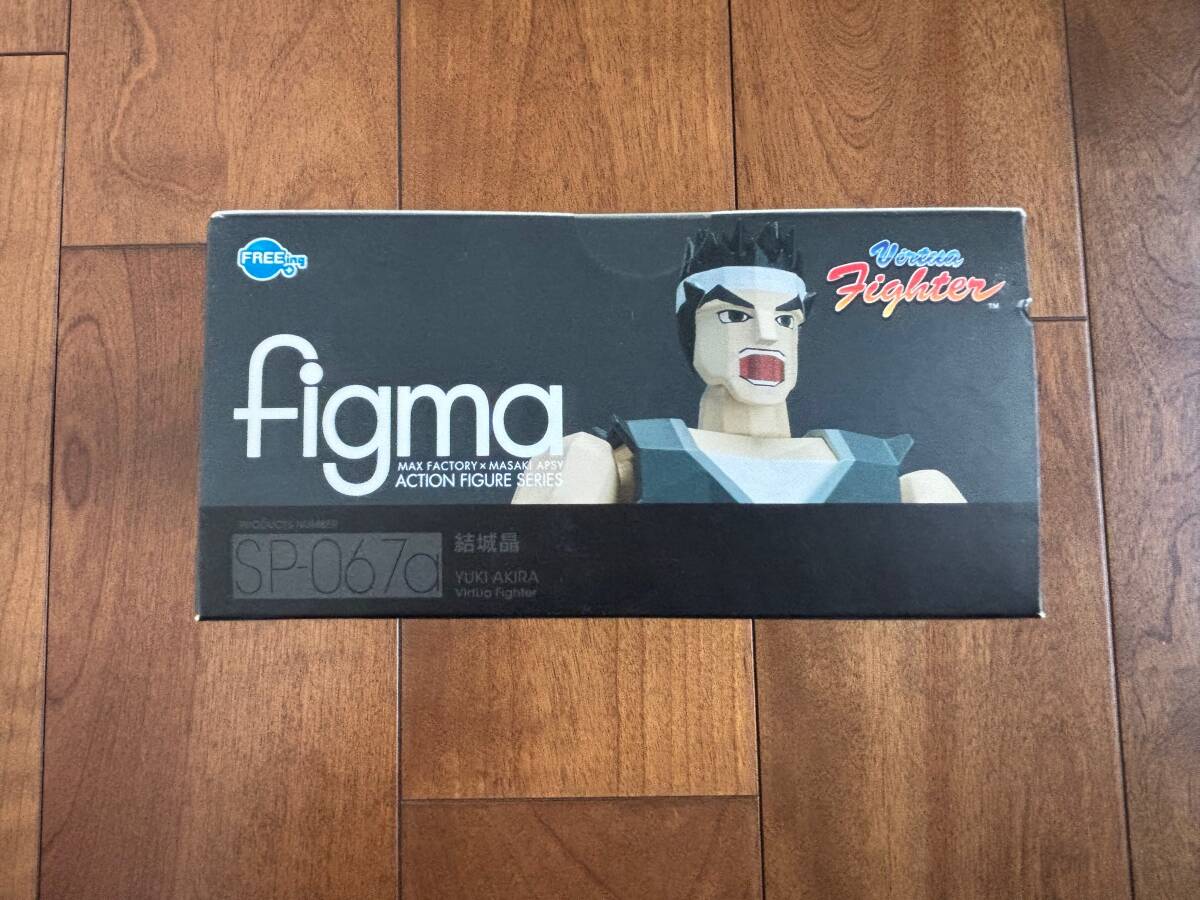 FREEing
Virtua
Fighter
TM
figma
MAX FACTORY × MASAKI APSY
ACTION FIGURE SERIES
PRODUCTS NUMBER
SP-067a
結城晶
YUKI AKIRA
Virtua Fighter